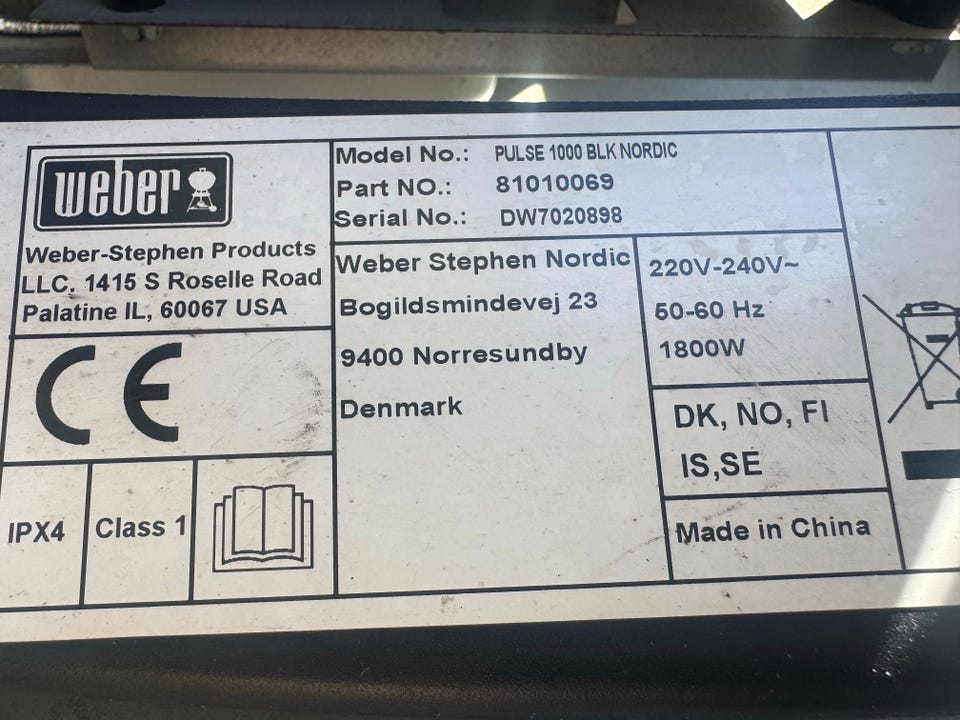 weber
Weber-Stephen Products
LLC. 1415 S Roselle Road
Palatine IL, 60067 USA
CE
IPX4
Class 1
Model No.: PULSE 1000 BLK NORDIC
Part NO.: 81010069
Serial No.: DW7020898
Weber Stephen Nordic
Bogildsmindevej 23
9400 Norresundby
Denmark
220V-240V~
50-60 Hz
1800W
DK, NO, FI
IS,SE
Made in China